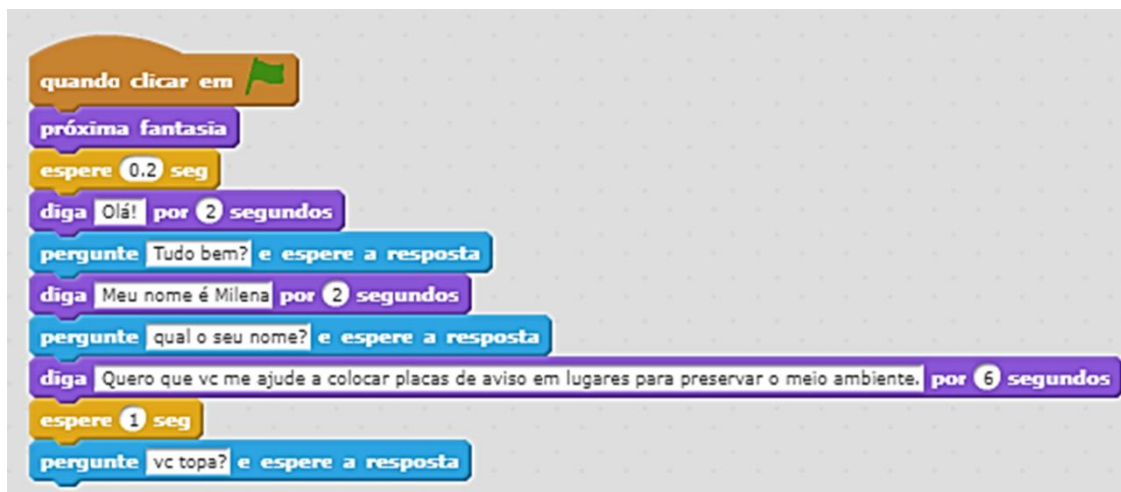 quando clicar em
próxima fantasia
espere 0.2 seg
diga Olá! por 2 segundos
pergunte Tudo bem? e espere a resposta
diga Meu nome é Milena por 2 segundos
pergunte qual o seu nome? e espere a resposta
diga Quero que vc me ajude a colocar placas de aviso em lugares para preservar o meio ambiente. por 6 segundos
espere 1 seg
pergunte vc topa? e espere a resposta